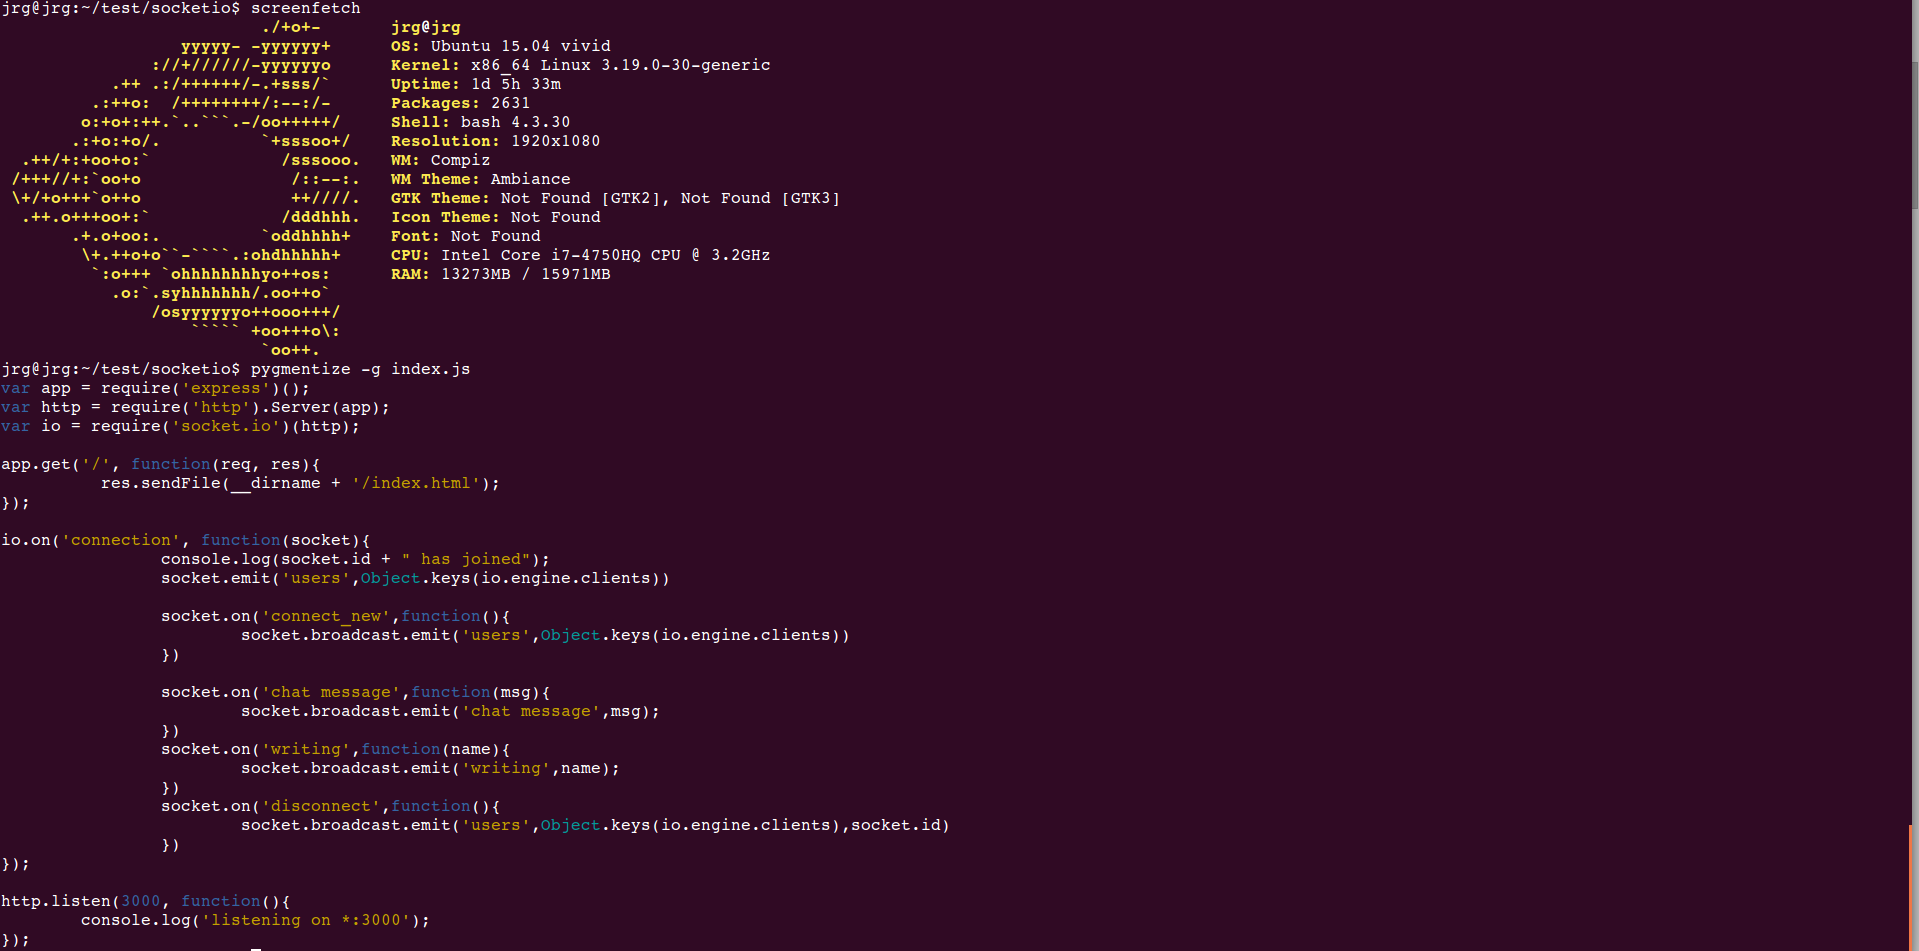 jrg@jrg:~/test/socketio$ screenfetch
                          ./+o+-       jrg@jrg
                  yyyyy- -yyyyyy+      OS: Ubuntu 15.04 vivid
               ://+//////-yyyyyyo      Kernel: x86_64 Linux 3.19.0-30-generic
           .++ .:/++++++/-.+sss/`      Uptime: 1d 5h 33m
         .:++o:  /++++++++/:--:/-      Packages: 2631
        o:+o+:++.`..```.-/oo+++++/     Shell: bash 4.3.30
       .:+o:+o/.          `+sssoo+/    Resolution: 1920x1080
  .++/+:+oo+o:`             /sssooo.   WM: Compiz
 /+++//+:`oo+o               /::--:.   WM Theme: Ambiance
 \+/+o+++`o++o               ++////.   GTK Theme: Not Found [GTK2], Not Found [GTK3]
  .++.o+++oo+:`             /dddhhh.   Icon Theme: Not Found
       .+.o+oo:.          `oddhhhh+    Font: Not Found
        \+.++o+o``-````.:ohdhhhhh+     CPU: Intel Core i7-4750HQ CPU @ 3.2GHz
         `:o+++ `ohhhhhhhhyo++os:      RAM: 13273MB / 15971MB
           .o:`.syhhhhhhh/.oo++o`
               /osyyyyyyo++ooo+++/
                   ````` +oo+++o\:
                          `oo++.
jrg@jrg:~/test/socketio$ pygmentize -g index.js
var app = require('express')();
var http = require('http').Server(app);
var io = require('socket.io')(http);

app.get('/', function(req, res){
          res.sendFile(__dirname + '/index.html');
});

io.on('connection', function(socket){
                console.log(socket.id + " has joined");
                socket.emit('users',Object.keys(io.engine.clients))

                socket.on('connect_new',function(){
                        socket.broadcast.emit('users',Object.keys(io.engine.clients))
                })

                socket.on('chat message',function(msg){
                        socket.broadcast.emit('chat message',msg);
                })
                socket.on('writing',function(name){
                        socket.broadcast.emit('writing',name);
                })
                socket.on('disconnect',function(){
                        socket.broadcast.emit('users',Object.keys(io.engine.clients),socket.id)
                })
});

http.listen(3000, function(){
        console.log('listening on *:3000');
});